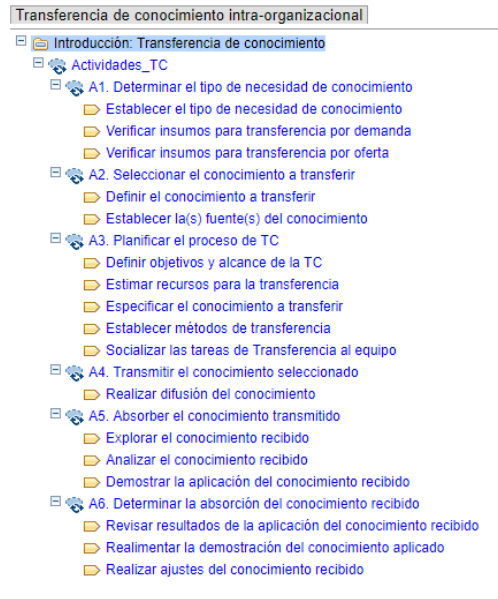 Transferencia de conocimiento intra-organizacional
Introducción: Transferencia de conocimiento
Actividades_TC
A1. Determinar el tipo de necesidad de conocimiento
Establecer el tipo de necesidad de conocimiento
Verificar insumos para transferencia por demanda
Verificar insumos para transferencia por oferta
A2. Seleccionar el conocimiento a transferir
Definir el conocimiento a transferir
Establecer la(s) fuente(s) del conocimiento
A3. Planificar el proceso de TC
Definir objetivos y alcance de la TC
Estimar recursos para la transferencia
Especificar el conocimiento a transferir
Establecer métodos de transferencia
Socializar las tareas de Transferencia al equipo
A4. Transmitir el conocimiento seleccionado
Realizar difusión del conocimiento
A5. Absorber el conocimiento transmitido
Explorar el conocimiento recibido
Analizar el conocimiento recibido
Demostrar la aplicación del conocimiento recibido
A6. Determinar la absorción del conocimiento recibido
Revisar resultados de la aplicación del conocimiento recibido
Realimentar la demostración del conocimiento aplicado
Realizar ajustes del conocimiento recibido